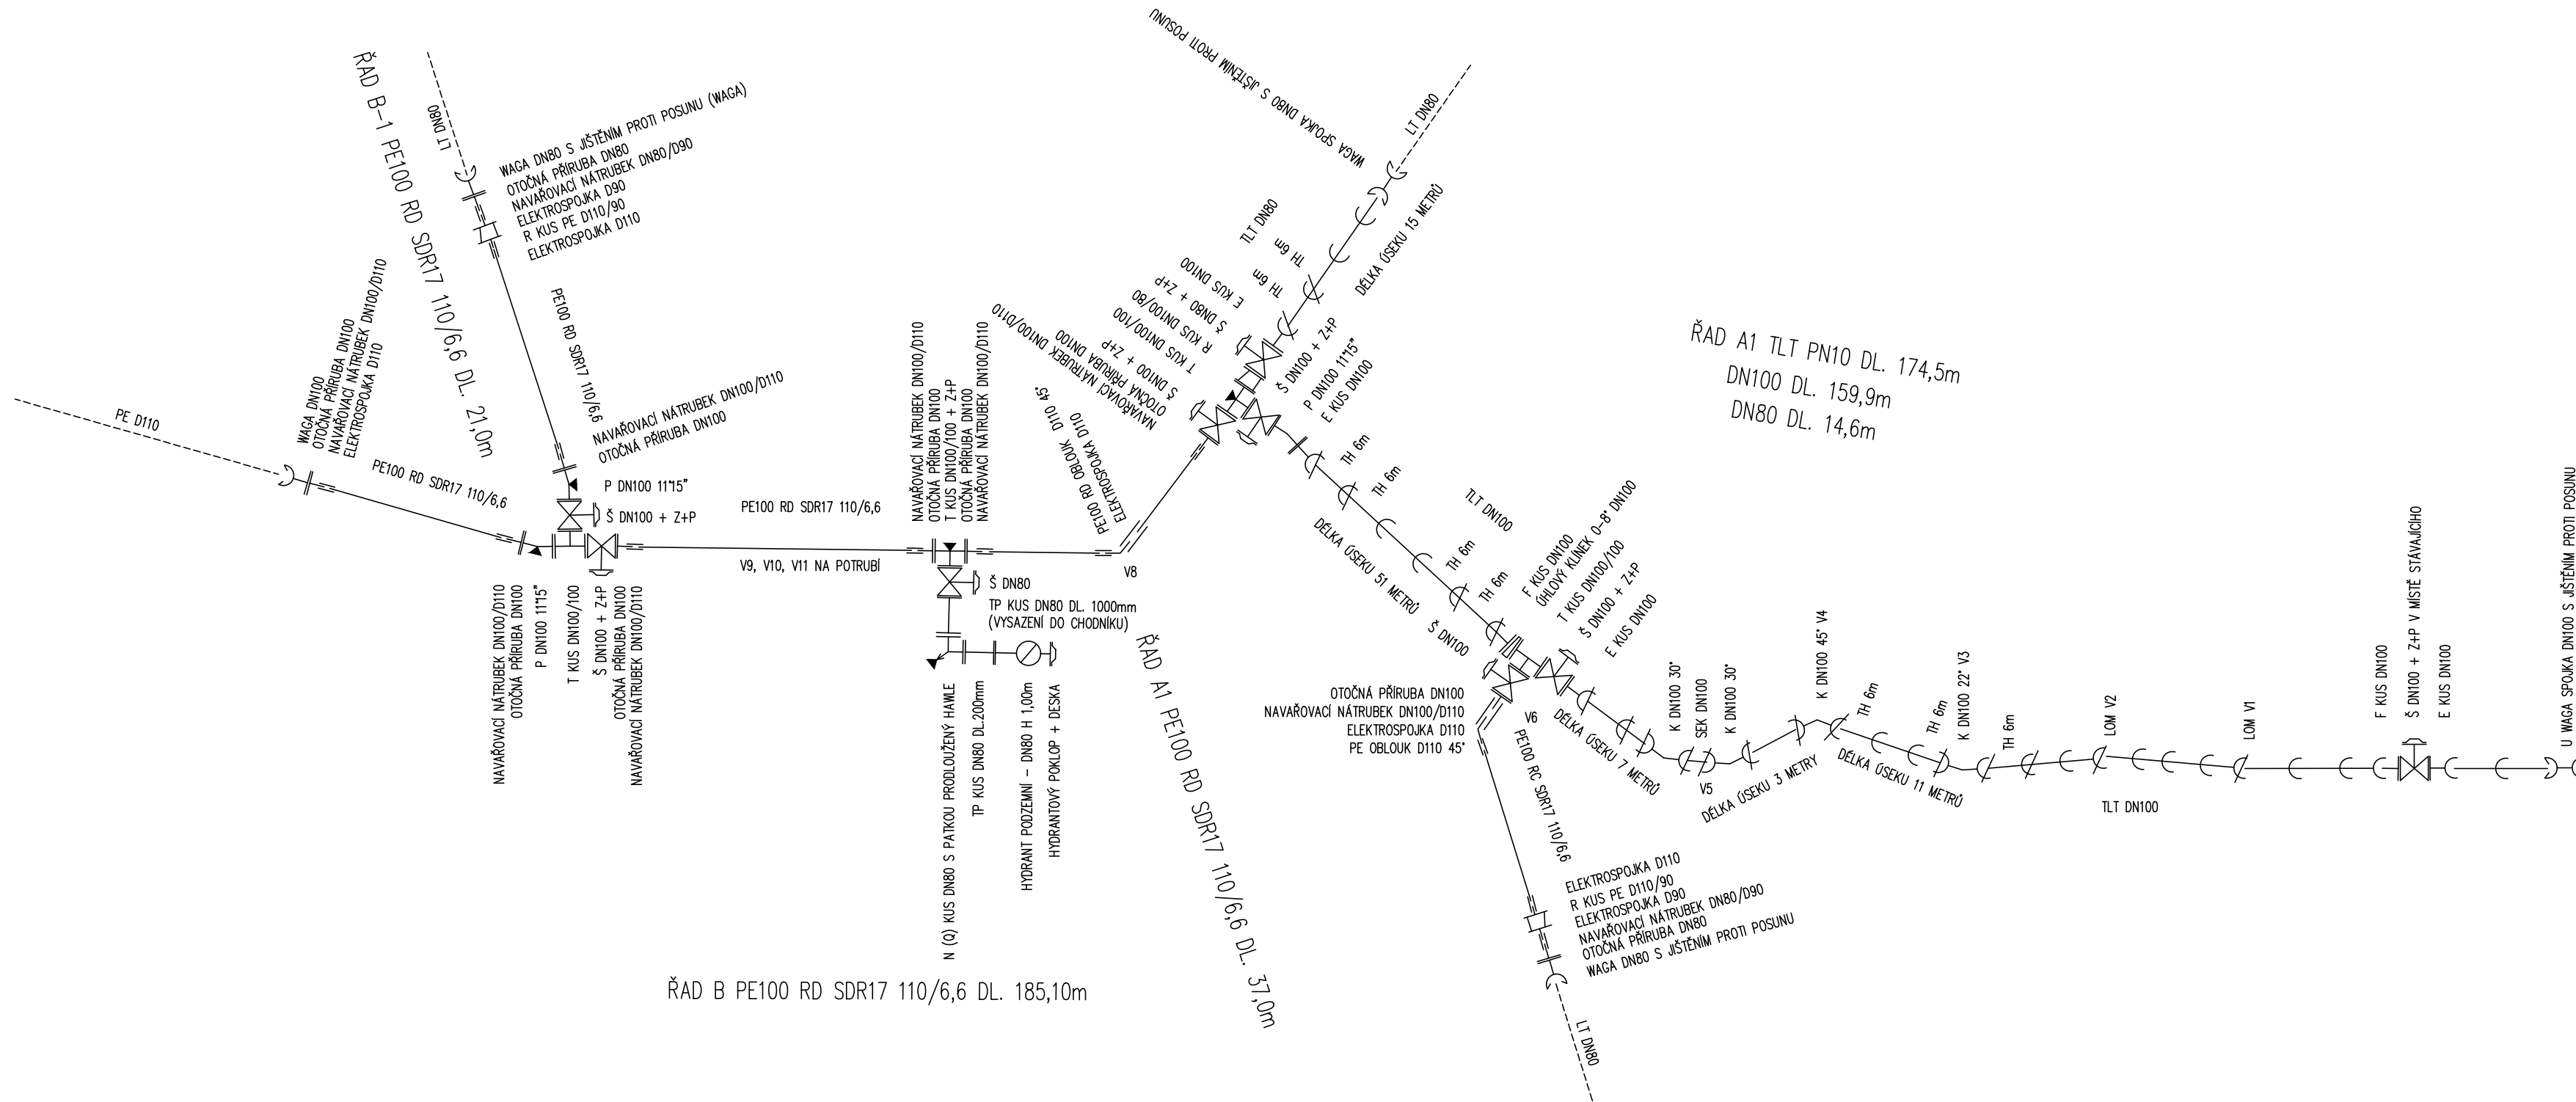 ŘAD B-1 PE100 RD SDR17 110/6,6 DL. 21,0m
LT DN80
WAGA DN80 S JIŠTĚNÍM PROTI POSUNU (WAGA)
OTOČNÁ PŘÍRUBA DN80
NAVAŘOVACÍ NÁTRUBEK DN80/D90
ELEKTROSPOJKA D90
R KUS PE D110/90
ELEKTROSPOJKA D110
PE D110
WAGA DN100
OTOČNÁ PŘÍRUBA DN100
NAVAŘOVACÍ NÁTRUBEK DN100/D110
ELEKTROSPOJKA D110
PE100 RD SDR17 110/6,6
PE100 RD SDR17 110/6,6
NAVAŘOVACÍ NÁTRUBEK DN100/D110
OTOČNÁ PŘÍRUBA DN100
P DN100 11°15"
Š DN100 + Z+P
NAVAŘOVACÍ NÁTRUBEK DN100/D110
OTOČNÁ PŘÍRUBA DN100
P DN100 11°15"
T KUS DN100/100
Š DN100 + Z+P
OTOČNÁ PŘÍRUBA DN100
NAVAŘOVACÍ NÁTRUBEK DN100/D110
PE100 RD SDR17 110/6,6
V9, V10, V11 NA POTRUBÍ
NAVAŘOVACÍ NÁTRUBEK DN100/D110
OTOČNÁ PŘÍRUBA DN100
T KUS DN100/100 + Z+P
OTOČNÁ PŘÍRUBA DN100
NAVAŘOVACÍ NÁTRUBEK DN100/D110
Š DN80
TP KUS DN80 DL. 1000mm
(VYSAZENÍ DO CHODNÍKU)
N (Q) KUS DN80 S PATKOU PRODLOUŽENÝ HAWLE
TP KUS DN80 DL.200mm
HYDRANT PODZEMNÍ - DN80 H 1,00m
HYDRANTOVÝ POKLOP + DESKA
ŘAD B PE100 RD SDR17 110/6,6 DL. 185,10m
PE100 RD OBLOUK D110 45°
ELEKTROSPOJKA D110
V8
NAVAŘOVACÍ NÁTRUBEK DN100/D110
OTOČNÁ PŘÍRUBA DN100
Š DN100 + Z+P
T KUS DN100/100
R KUS DN100/80
Š DN80 + Z+P
E KUS DN100
TH 6m
TH 6m
TLT DN80
WAGA SPOJKA DN80 S JIŠTĚNÍM PROTI POSUNU
LT DN80
DÉLKA ÚSEKU 15 METRŮ
Š DN100 + Z+P
P DN100 11°15"
E KUS DN100
ŘAD A1 TLT PN10 DL. 174,5m
DN100 DL. 159,9m
DN80 DL. 14,6m
TH 6m
TH 6m
TLT DN100
DÉLKA ÚSEKU 51 METRŮ
TH 6m
TH 6m
Š DN100
F KUS DN100
ÚHLOVÝ KLÍNEK 0-8° DN100
T KUS DN100/100
Š DN100 + Z+P
E KUS DN100
ŘAD A1 PE100 RD SDR17 110/6,6 DL. 37,0m
OTOČNÁ PŘÍRUBA DN100
NAVAŘOVACÍ NÁTRUBEK DN100/D110
ELEKTROSPOJKA D110
PE OBLOUK D110 45°
V6
PE100 RC SDR17 110/6,6
DÉLKA ÚSEKU 7 METRŮ
ELEKTROSPOJKA D110
R KUS PE D110/90
ELEKTROSPOJKA D90
NAVAŘOVACÍ NÁTRUBEK DN80/D90
OTOČNÁ PŘÍRUBA DN80
WAGA DN80 S JIŠTĚNÍM PROTI POSUNU
LT DN80
K DN100 30°
SEK DN100
K DN100 30°
V5
DÉLKA ÚSEKU 3 METRY
K DN100 45° V4
TH 6m
DÉLKA ÚSEKU 11 METRŮ
TH 6m
K DN100 22° V3
TH 6m
LOM V2
TLT DN100
LOM V1
F KUS DN100
Š DN100 + Z+P V MÍSTĚ STÁVAJÍCÍHO
E KUS DN100
U WAGA SPOJKA DN100 S JIŠTĚNÍM PROTI POSUNU